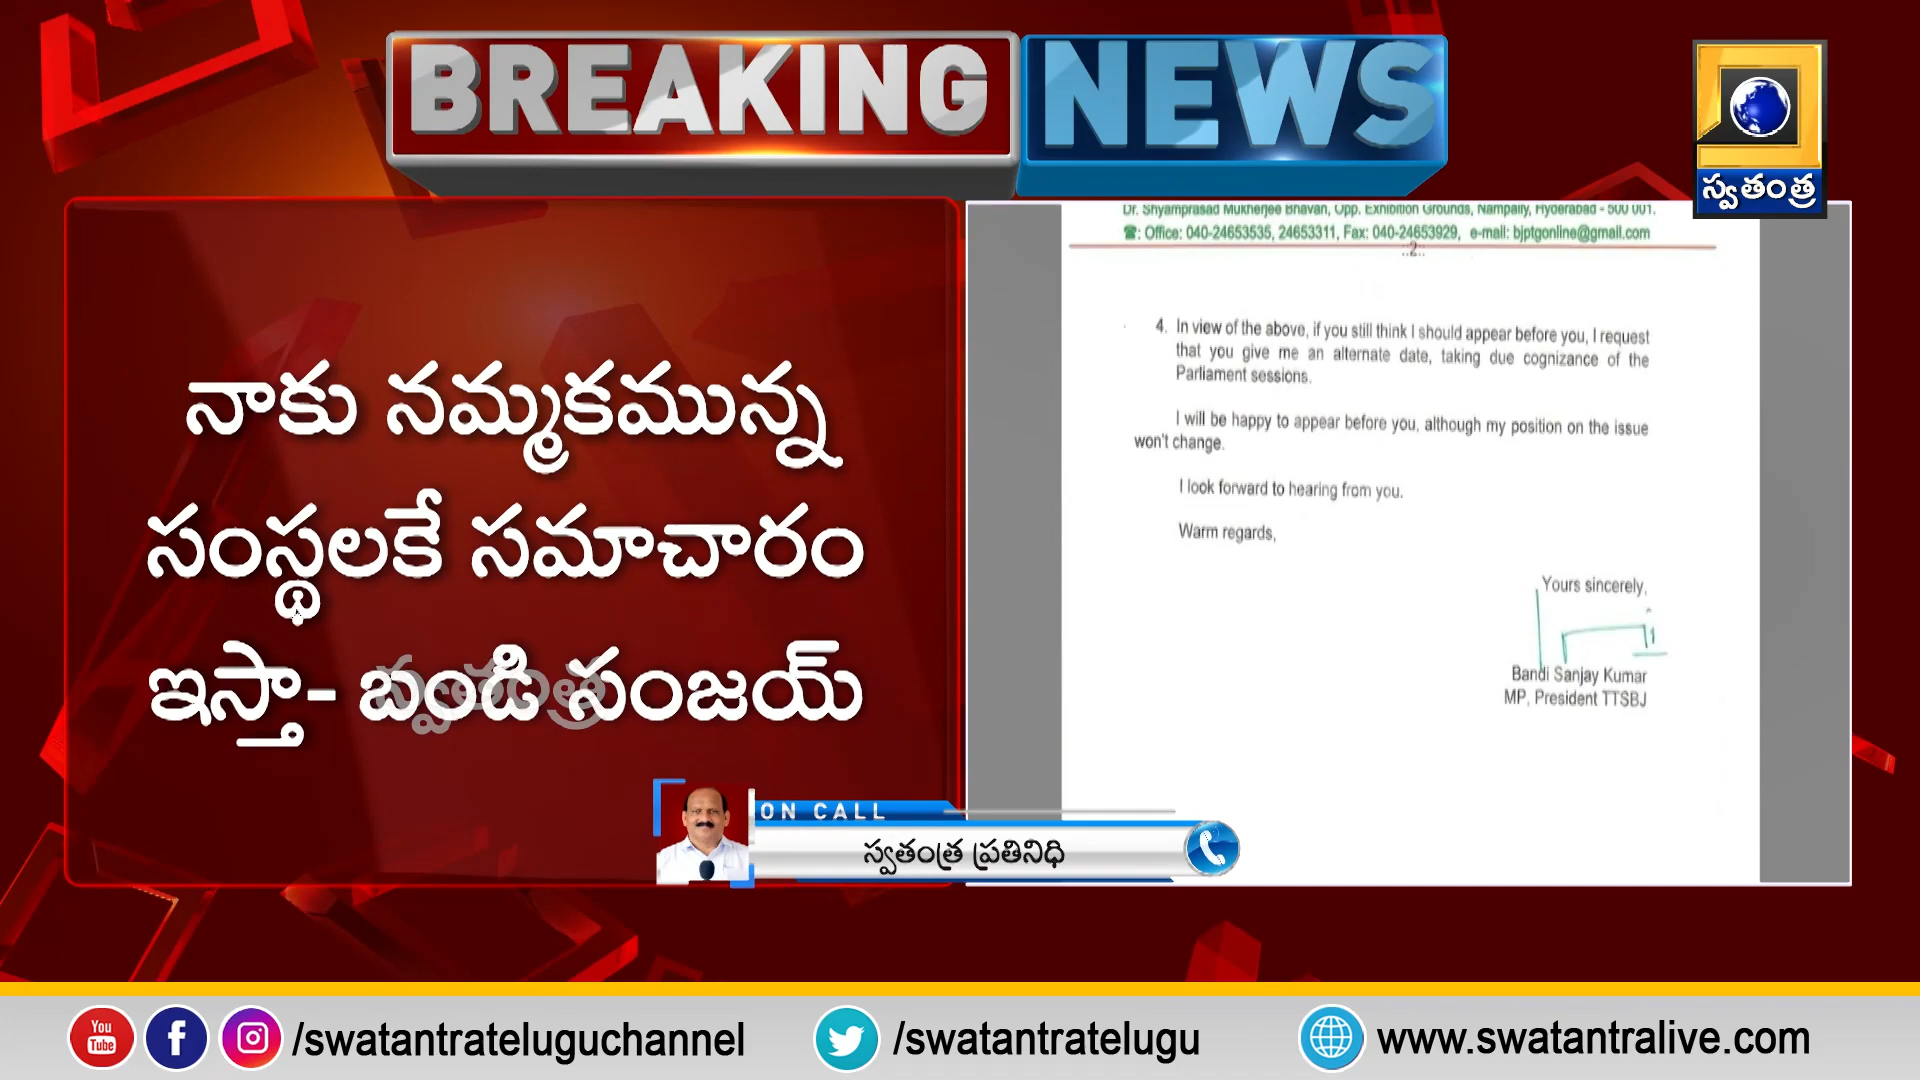 BREAKING NEWS
స్వతంత్ర
నాకు నమ్మకమున్న
సంస్థలకే సమాచారం
ఇస్తా- బండి సంజయ్
స్వతంత్ర
Dr. Shyamprasad Mukherjee Bhavan, Opp. Exhibition Grounds, Nampally, Hyderabad - 500 001.
☎: Office: 040-24653535, 24653311, Fax: 040-24653929, e-mail: bjptgonline@gmail.com
..2..
4. In view of the above, if you still think I should appear before you, I request
that you give me an alternate date, taking due cognizance of the
Parliament sessions.
I will be happy to appear before you, although my position on the issue
won't change.
I look forward to hearing from you.
Warm regards,
Yours sincerely,
Bandi Sanjay Kumar
MP, President TTSBJ
ON CALL
స్వతంత్ర ప్రతినిధి
You Tube
/swatantrateluguchannel
/swatantratelugu
www.swatantralive.com